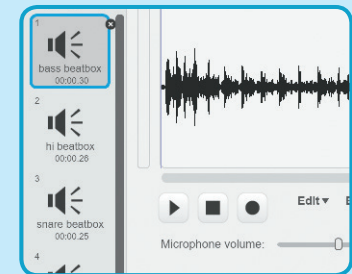 1
bass beatbox
00:00.30
2
hi beatbox
00:00.26
3
snare beatbox
00:00.25
4
Edit
Microphone volume: